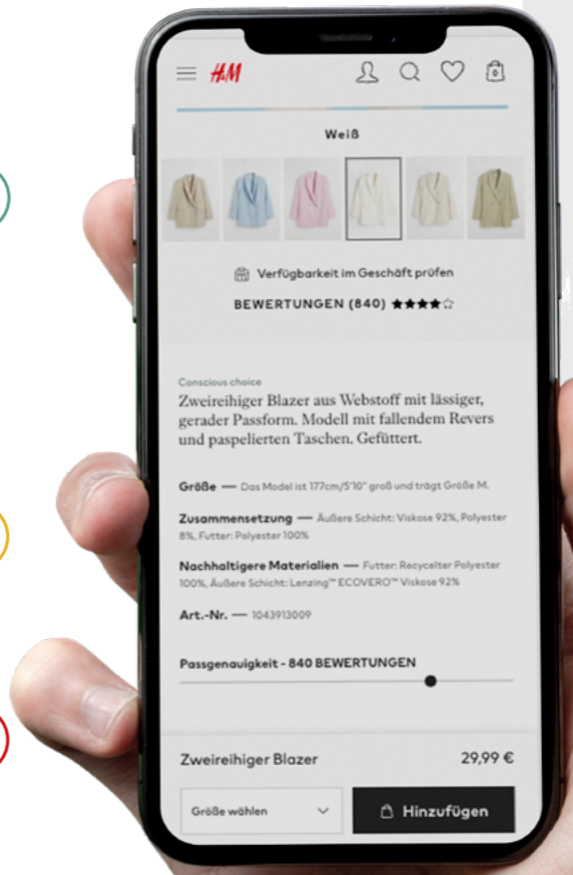 H&M
0
Weiß
Verfügbarkeit im Geschäft prüfen
BEWERTUNGEN (840) ★★★★☆
Conscious choice
Zweireihiger Blazer aus Webstoff mit lässiger,
gerader Passform. Modell mit fallendem Revers
und paspelierten Taschen. Gefüttert.
Größe — Das Model ist 177cm/5'10" groß und trägt Größe M.
Zusammensetzung — Äußere Schicht: Viskose 92%, Polyester
8%, Futter: Polyester 100%
Nachhaltigere Materialien — Futter: Recycelter Polyester
100%, Äußere Schicht: Lenzing™ ECOVERO™ Viskose 92%
Art.-Nr. — 1043913009
Passgenauigkeit - 840 BEWERTUNGEN
Zweireihiger Blazer 29,99 €
Größe wählen Hinzufügen